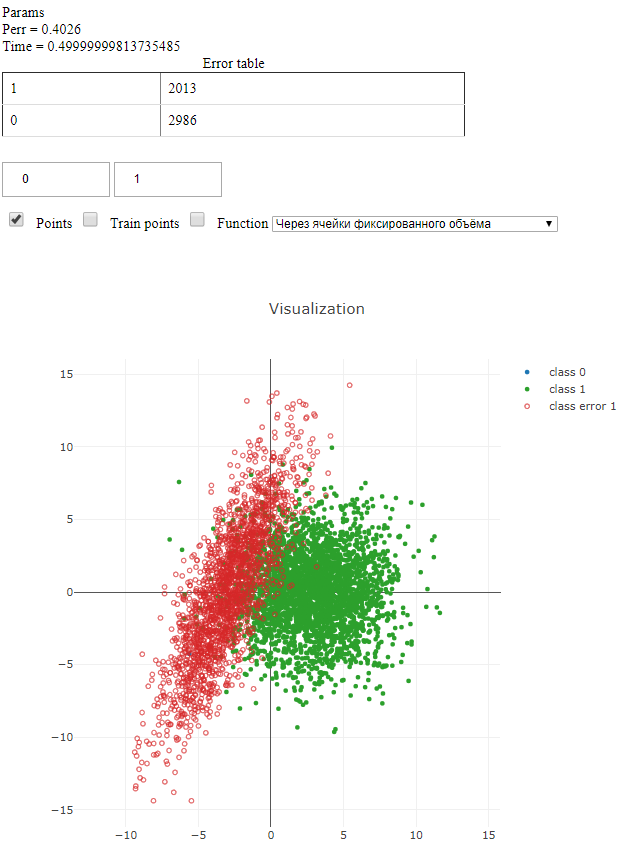 Params
Perr = 0.4026
Time = 0.49999999813735485
Error table
1 2013
0 2986
0 1
Points Train points Function Через ячейки фиксированного объёма
Visualization
class 0
class 1
class error 1
15
10
5
0
−5
−10
−15
−10 −5 0 5 10 15